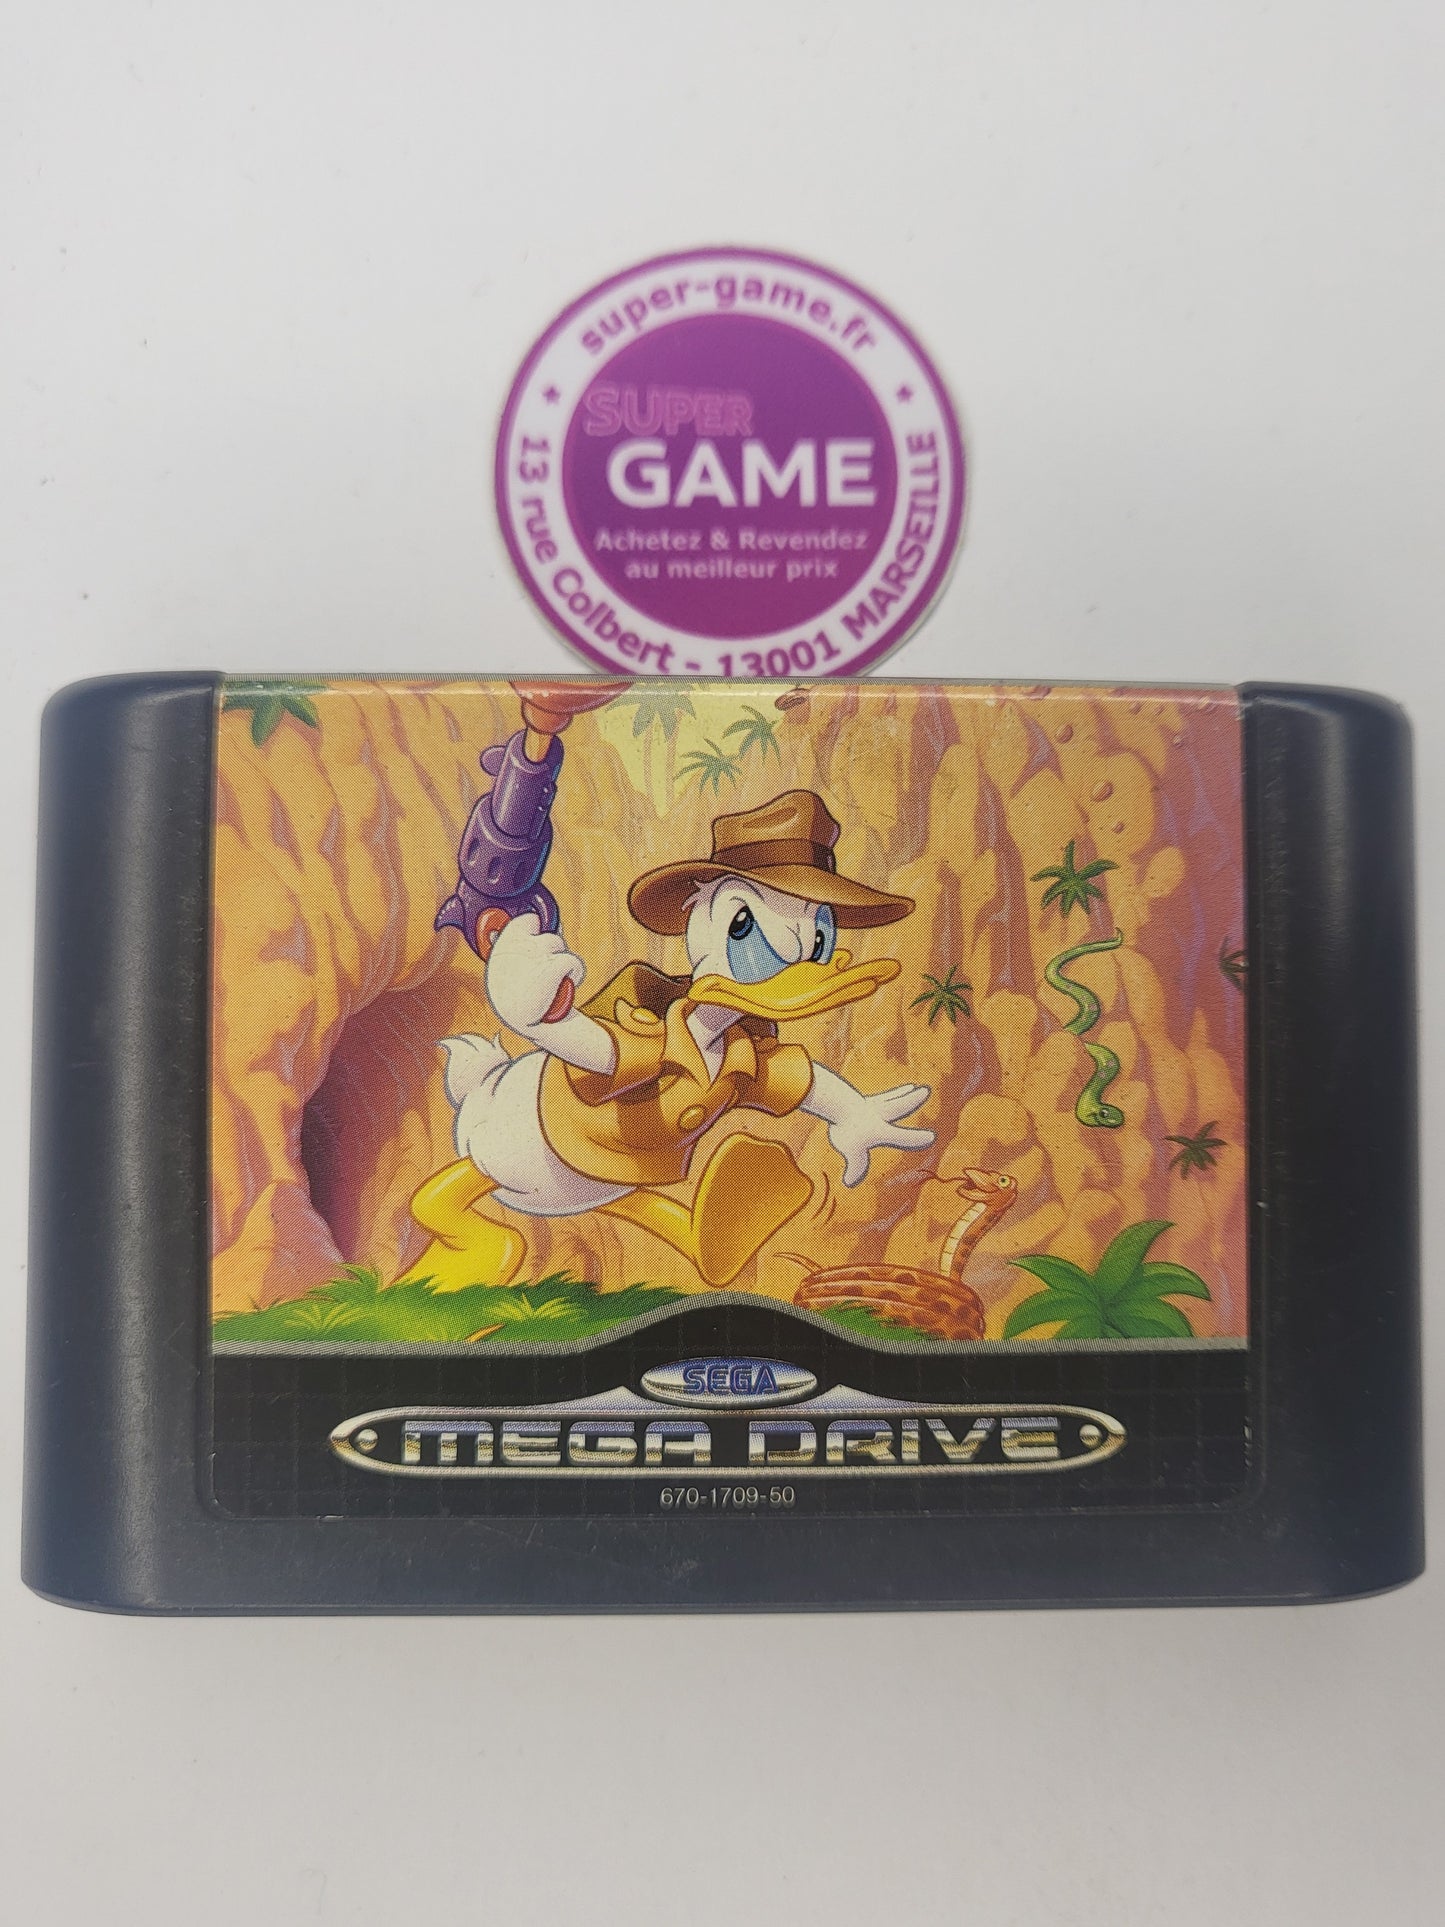 super-game.fr
SUPER
GAME
Achetez & Revendez
au meilleur prix
13 rue Colbert - 13001 MARSEILLE
SEGA
MEGA DRIVE
670-1709-50